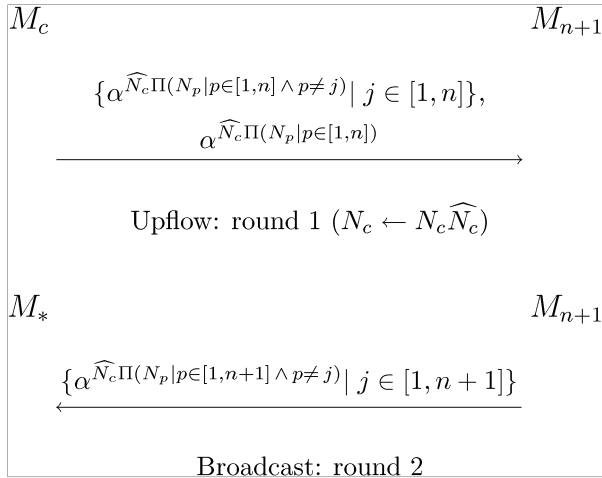 M_c M_{n+1}
{α^{\widehat{N_c}Π(N_p|p∈[1,n] ∧ p≠j)}| j ∈ [1, n]},
α^{\widehat{N_c}Π(N_p|p∈[1,n])}
Upflow: round 1 (N_c ← N_c\widehat{N_c})
M_* M_{n+1}
{α^{\widehat{N_c}Π(N_p|p∈[1,n+1] ∧ p≠j)}| j ∈ [1, n + 1]}
Broadcast: round 2